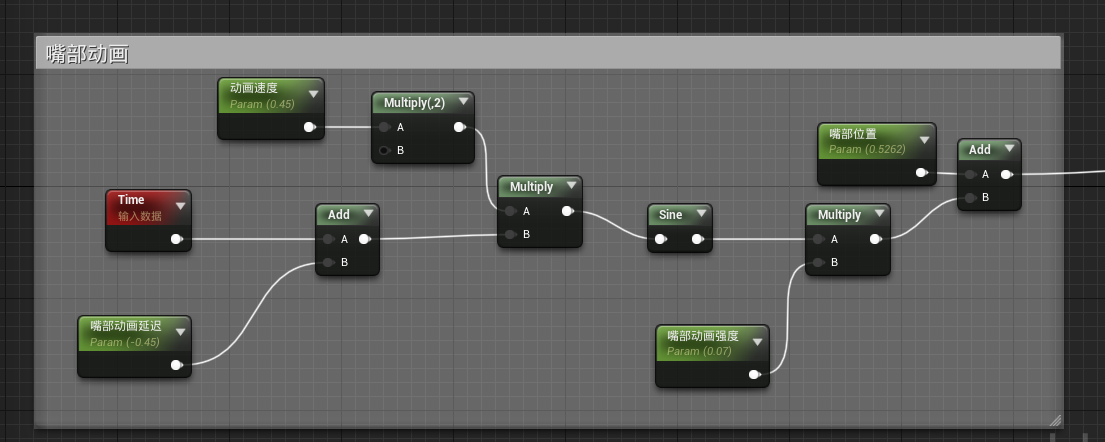 嘴部动画
动画速度
Param (0.45)
Multiply(,2)
A
B
嘴部位置
Param (0.5262)
Add
A
B
Multiply
A
B
Time
输入数据
Add
A
B
Sine
Multiply
A
B
嘴部动画延迟
Param (-0.45)
嘴部动画强度
Param (0.07)